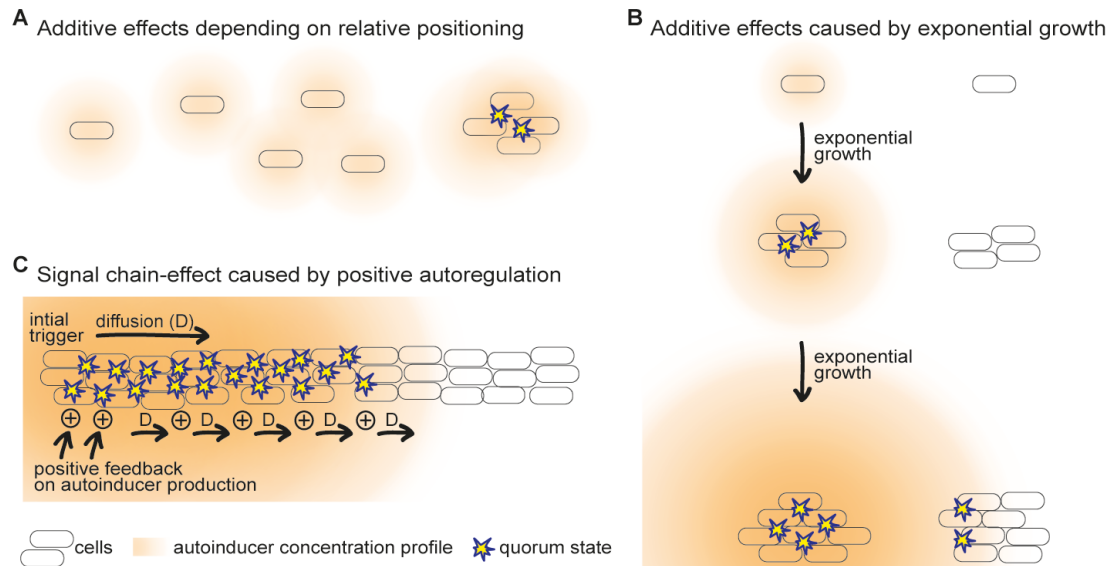 A Additive effects depending on relative positioning
B Additive effects caused by exponential growth
exponential
growth
exponential
growth
C Signal chain-effect caused by positive autoregulation
intial
trigger
diffusion (D)
+ + D + D + D + D + D
positive feedback
on autoinducer production
cells
autoinducer concentration profile
quorum state